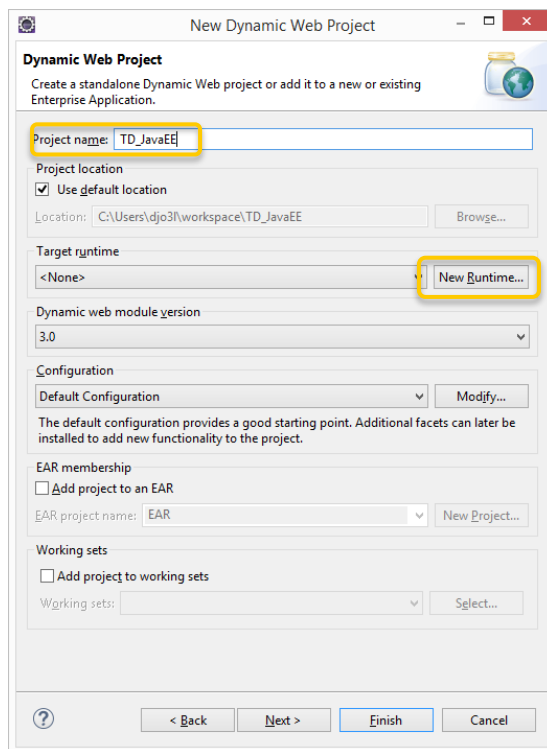 New Dynamic Web Project
Dynamic Web Project
Create a standalone Dynamic Web project or add it to a new or existing
Enterprise Application.
Project name: TD_JavaEE
Project location
Use default location
Location: C:\Users\djo3l\workspace\TD_JavaEE Browse...
Target runtime
<None> New Runtime...
Dynamic web module version
3.0
Configuration
Default Configuration Modify...
The default configuration provides a good starting point. Additional facets can later be
installed to add new functionality to the project.
EAR membership
Add project to an EAR
EAR project name: EAR New Project...
Working sets
Add project to working sets
Working sets: Select...
? < Back Next > Finish Cancel